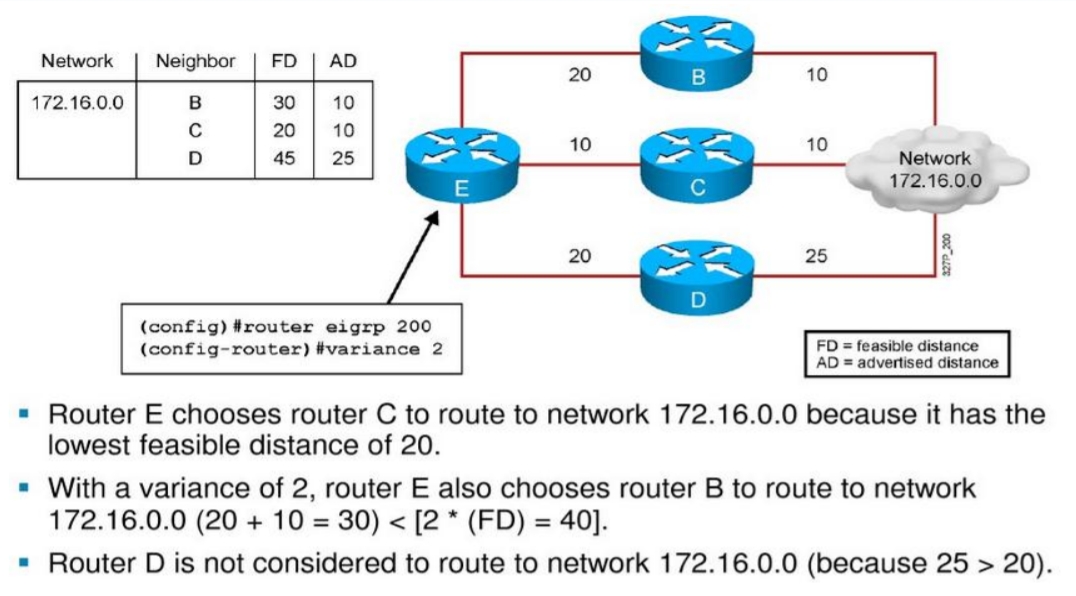 Network Neighbor FD AD
172.16.0.0 B 30 10
C 20 10
D 45 25
20 B 10
10 10
E C
Network
172.16.0.0
20 25
D
327P_200
(config)#router eigrp 200
(config-router)#variance 2
FD = feasible distance
AD = advertised distance
▪ Router E chooses router C to route to network 172.16.0.0 because it has the
lowest feasible distance of 20.
▪ With a variance of 2, router E also chooses router B to route to network
172.16.0.0 (20 + 10 = 30) < [2 * (FD) = 40].
▪ Router D is not considered to route to network 172.16.0.0 (because 25 > 20).